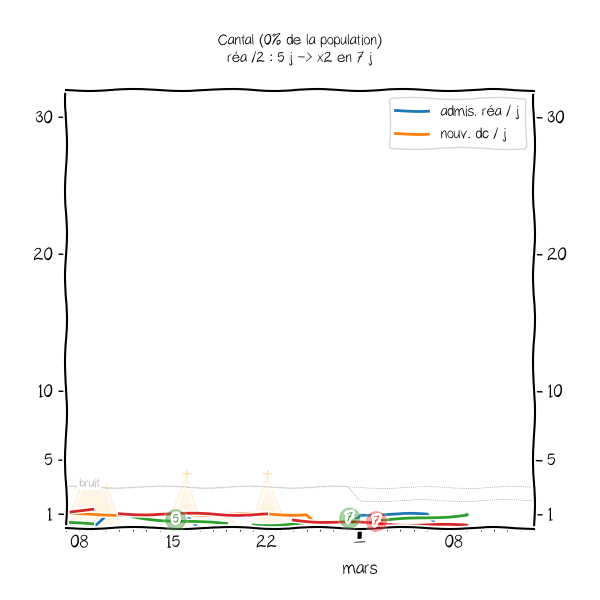 Cantal (0% de la population)
réa /2 : 5 j -> x2 en 7 j
admis. réa / j
nouv. dc / j
30 30
20 20
10 10
5 5
bruit
1 1
5 7 7
08 15 22 1 08
mars